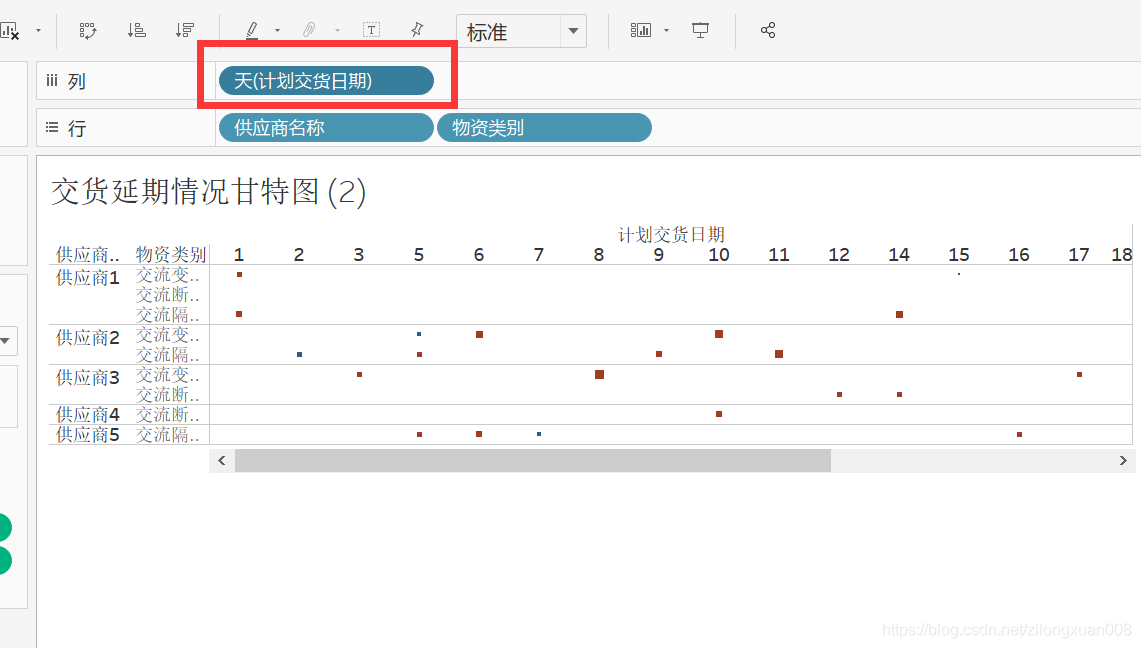 标准
列
天(计划交货日期)
行
供应商名称 物资类别
交货延期情况甘特图 (2)
计划交货日期
供应商.. 物资类别 1 2 3 5 6 7 8 9 10 11 12 14 15 16 17 18
供应商1 交流变..
交流断..
交流隔..
供应商2 交流变..
交流隔..
供应商3 交流变..
交流断..
供应商4 交流断..
供应商5 交流隔..
https://blog.csdn.net/zilongxuan008